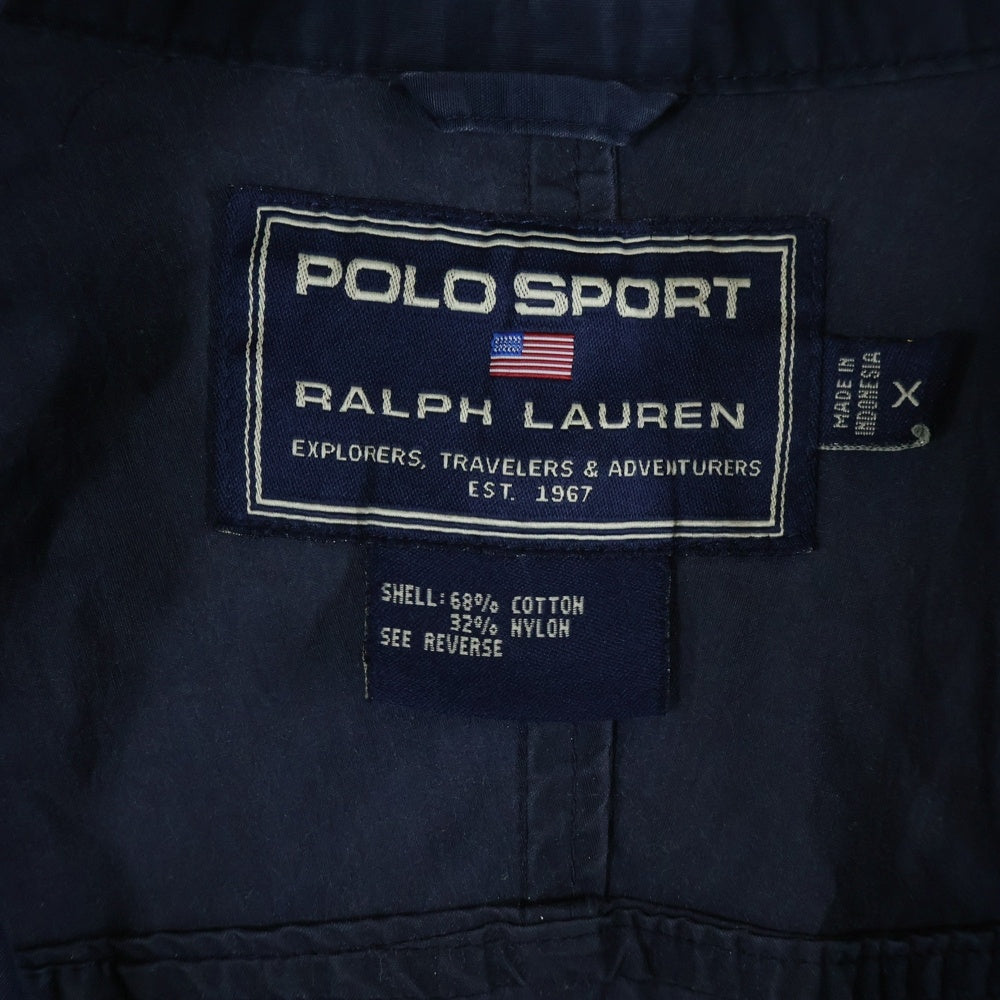 POLO SPORT
RALPH LAUREN
EXPLORERS, TRAVELERS & ADVENTURERS
EST. 1967
MADE IN
INDONESIA
X
SHELL: 68% COTTON
32% NYLON
SEE REVERSE